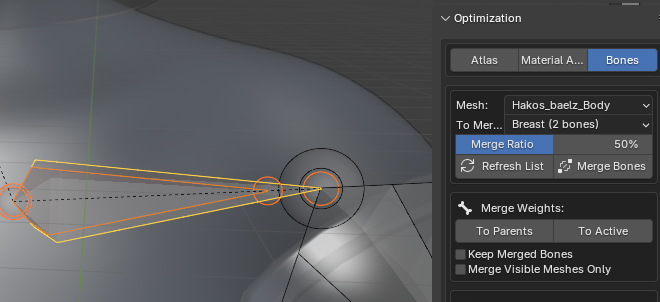 Optimization
Atlas Material A... Bones
Mesh: Hakos_baelz_Body
To Mer... Breast (2 bones)
Merge Ratio 50%
Refresh List Merge Bones
Merge Weights:
To Parents To Active
Keep Merged Bones
Merge Visible Meshes Only